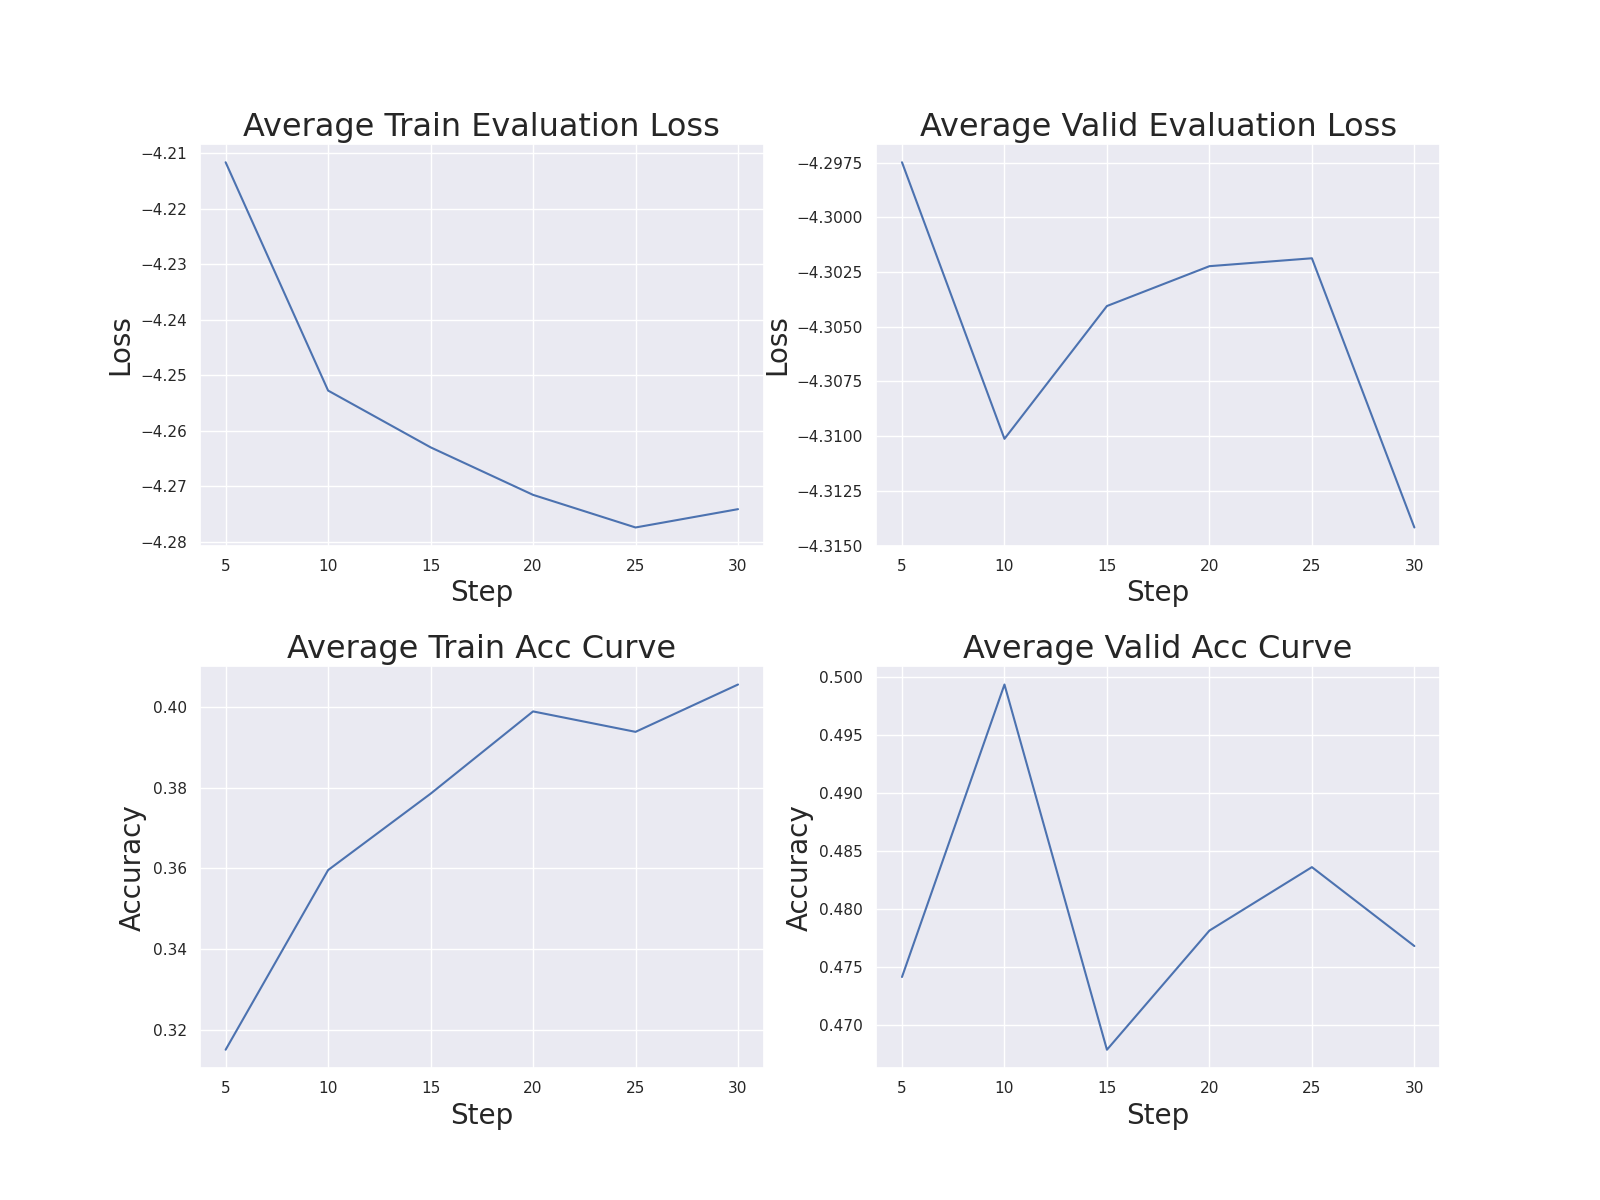 Average Train Evaluation Loss
−4.21
−4.22
−4.23
−4.24
−4.25
−4.26
−4.27
−4.28
Loss
5 10 15 20 25 30
Step
Average Valid Evaluation Loss
−4.2975
−4.3000
−4.3025
−4.3050
−4.3075
−4.3100
−4.3125
−4.3150
Loss
5 10 15 20 25 30
Step
Average Train Acc Curve
0.40
0.38
0.36
0.34
0.32
Accuracy
5 10 15 20 25 30
Step
Average Valid Acc Curve
0.500
0.495
0.490
0.485
0.480
0.475
0.470
Accuracy
5 10 15 20 25 30
Step